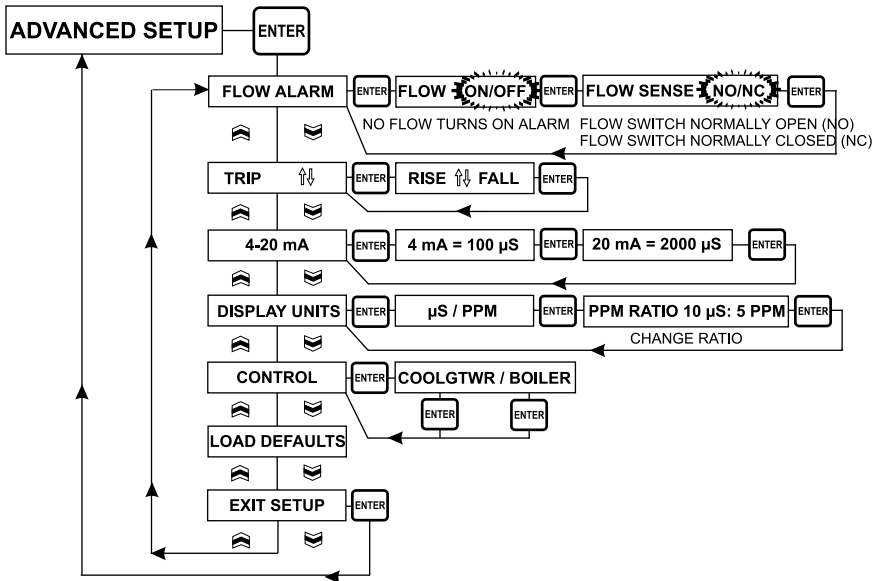 ADVANCED SETUP ENTER
FLOW ALARM ENTER FLOW ON/OFF ENTER FLOW SENSE NO/NC ENTER
NO FLOW TURNS ON ALARM FLOW SWITCH NORMALLY OPEN (NO)
FLOW SWITCH NORMALLY CLOSED (NC)
TRIP ⇧⇩ ENTER RISE ⇧⇩ FALL ENTER
4-20 mA ENTER 4 mA = 100 µS ENTER 20 mA = 2000 µS ENTER
DISPLAY UNITS ENTER µS / PPM ENTER PPM RATIO 10 µS: 5 PPM ENTER
CHANGE RATIO
CONTROL ENTER COOLGTWR / BOILER
ENTER ENTER
LOAD DEFAULTS
EXIT SETUP ENTER